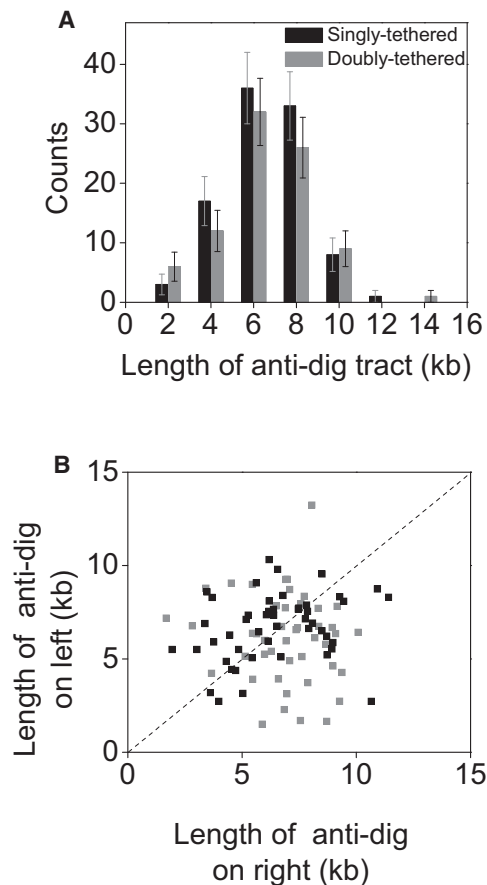 A
Singly-tethered
Doubly-tethered
40
30
20
10
0
Counts
0 2 4 6 8 10 12 14 16
Length of anti-dig tract (kb)
B
15
10
5
0
Length of anti-dig
on left (kb)
0 5 10 15
Length of anti-dig
on right (kb)